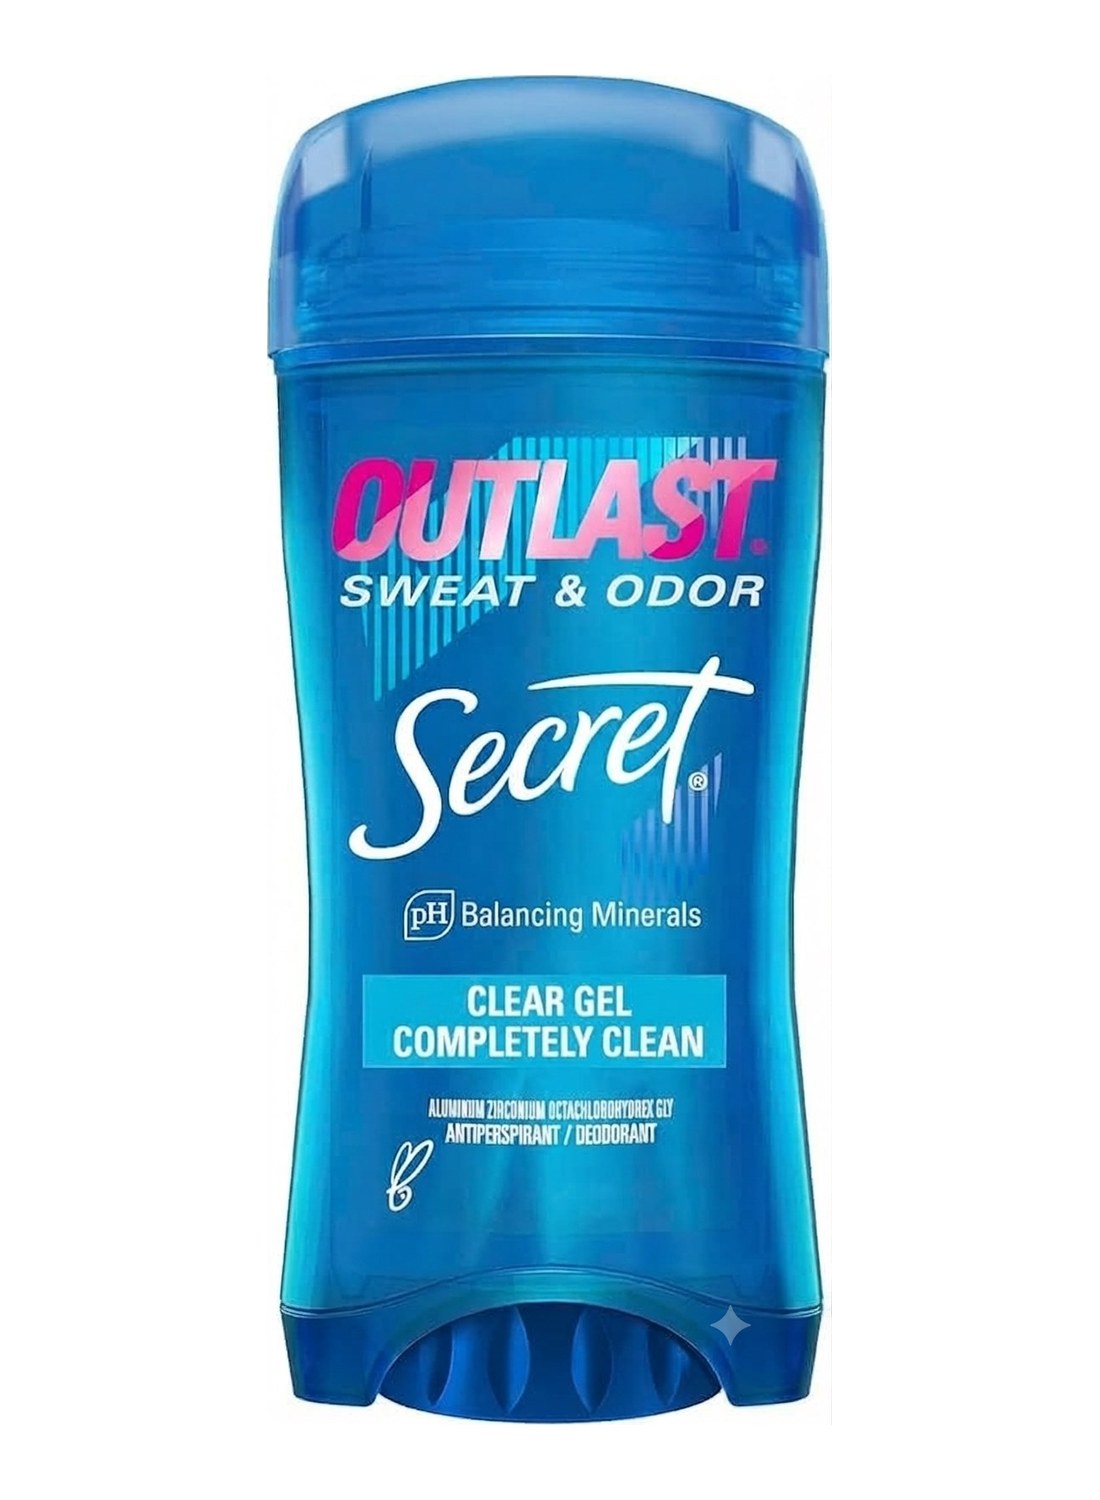 OUTLAST®
SWEAT & ODOR
Secret®
pH Balancing Minerals
CLEAR GEL
COMPLETELY CLEAN
ALUMINUM ZIRCONIUM OCTACHLOROHYDREX GLY
ANTIPERSPIRANT / DEODORANT